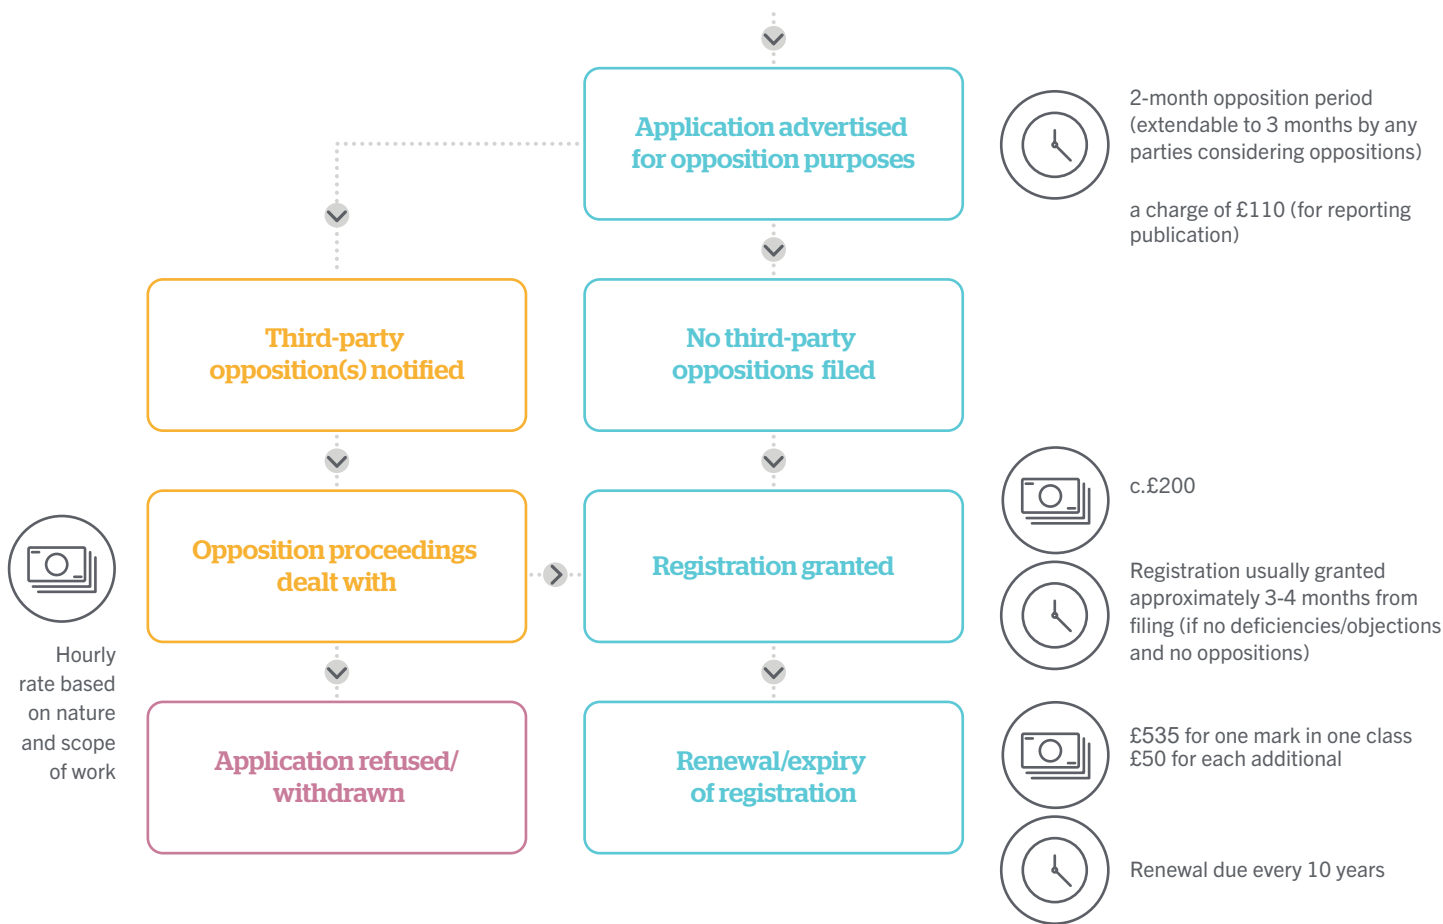 Application advertised
for opposition purposes
2-month opposition period
(extendable to 3 months by any
parties considering oppositions)
a charge of £110 (for reporting
publication)
Third-party
opposition(s) notified
No third-party
oppositions filed
Opposition proceedings
dealt with
Registration granted
c.£200
Registration usually granted
approximately 3-4 months from
filing (if no deficiencies/objections
and no oppositions)
Hourly
rate based
on nature
and scope
of work
Application refused/
withdrawn
Renewal/expiry
of registration
£535 for one mark in one class
£50 for each additional
Renewal due every 10 years